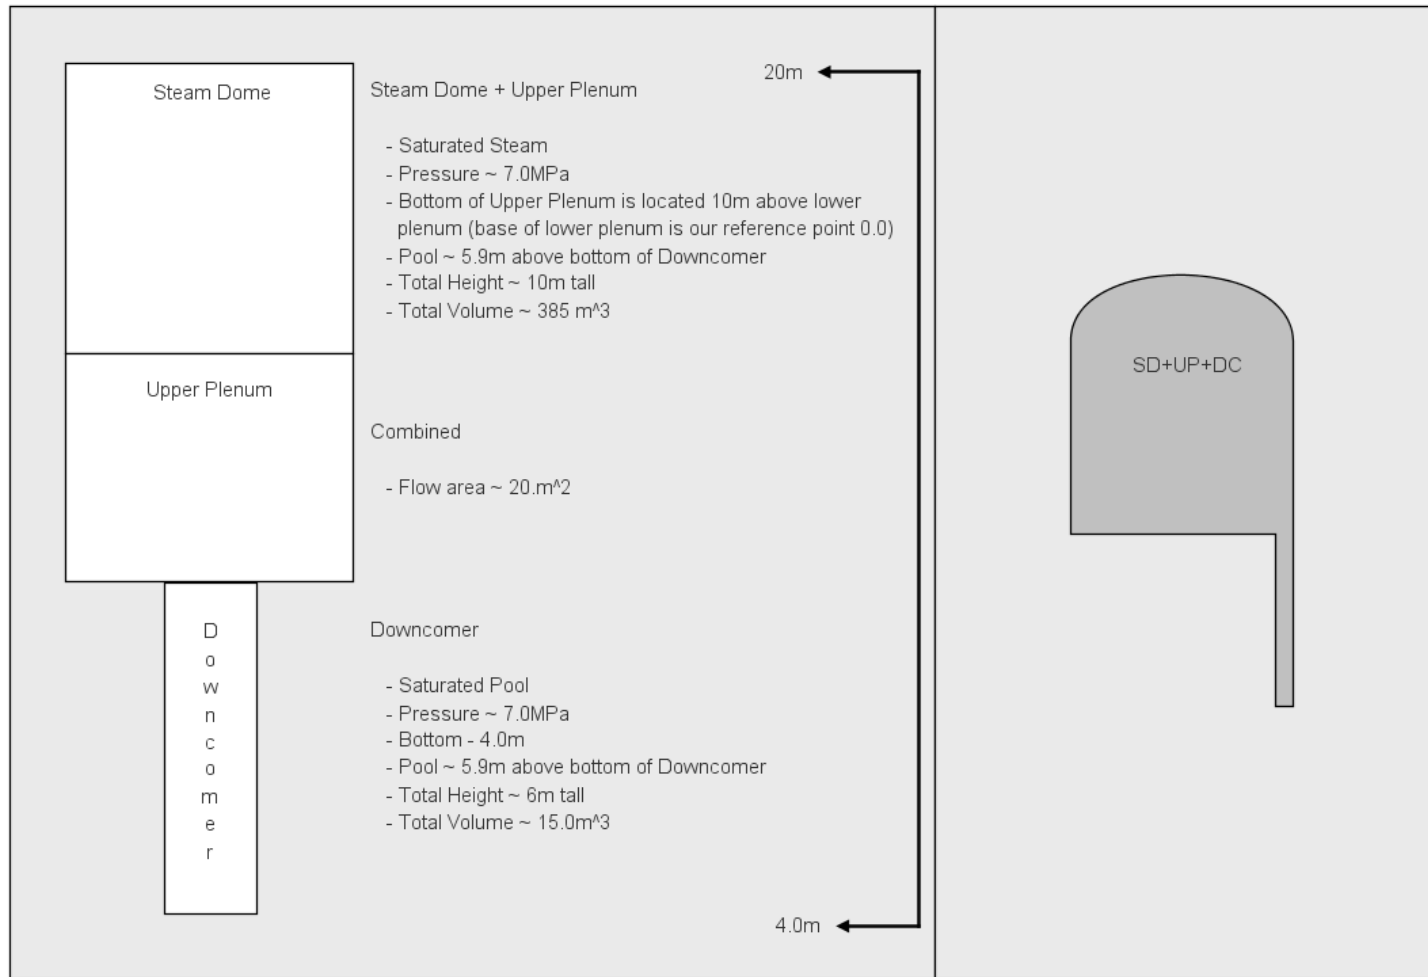 Steam Dome
Steam Dome + Upper Plenum
- Saturated Steam
- Pressure ~ 7.0MPa
- Bottom of Upper Plenum is located 10m above lower
plenum (base of lower plenum is our reference point 0.0)
- Pool ~ 5.9m above bottom of Downcomer
- Total Height ~ 10m tall
- Total Volume ~ 385 m^3
Upper Plenum
Combined
- Flow area ~ 20.m^2
D
o
w
n
c
o
m
e
r
Downcomer
- Saturated Pool
- Pressure ~ 7.0MPa
- Bottom - 4.0m
- Pool ~ 5.9m above bottom of Downcomer
- Total Height ~ 6m tall
- Total Volume ~ 15.0m^3
20m
4.0m
SD+UP+DC